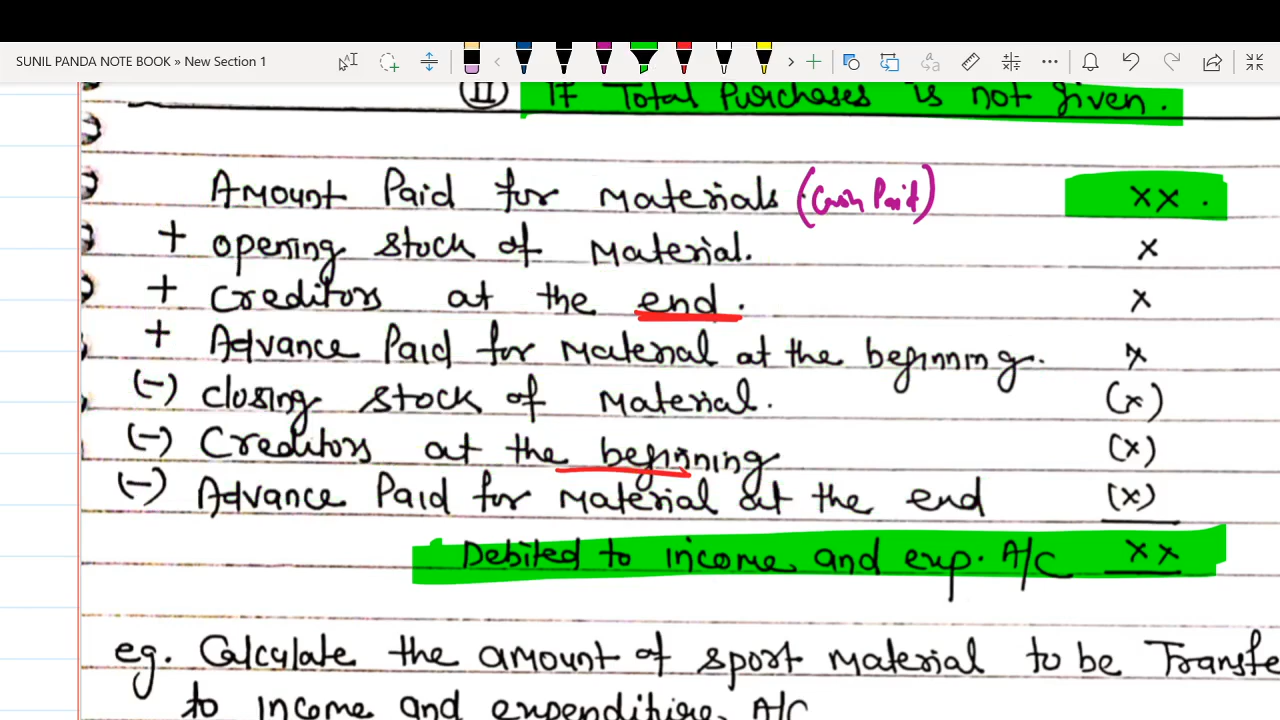 SUNIL PANDA NOTE BOOK » New Section 1
II If Total Purchases is not given.
Amount Paid for materials (Cash Paid) xx.
+ opening stock of material. x
+ creditors at the end. x
+ Advance Paid for material at the beginning. x
(-) closing stock of material. (x)
(-) Creditors at the beginning (x)
(-) Advance Paid for material at the end (x)
Debited to income and exp. A/C xx
eg. Calculate the amount of sport material to be Transfe
to income and expenditure A/C